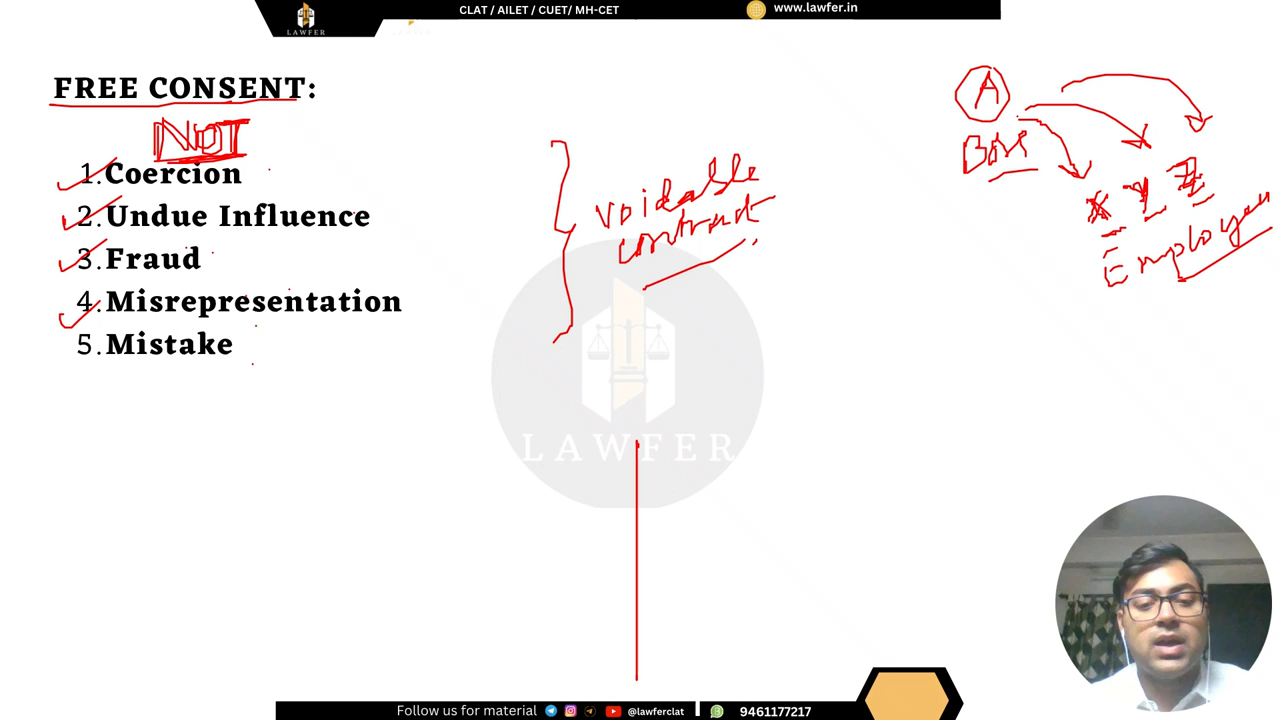 LAWFER
CLAT / AILET / CUET/ MH-CET
www.lawfer.in
FREE CONSENT:
NOT
1. Coercion
2. Undue Influence
3. Fraud
4. Misrepresentation
5. Mistake
voidable
contract
A
Boss
X Y Z
Employees
LAWFER
Follow us for material @lawferclat 9461177217